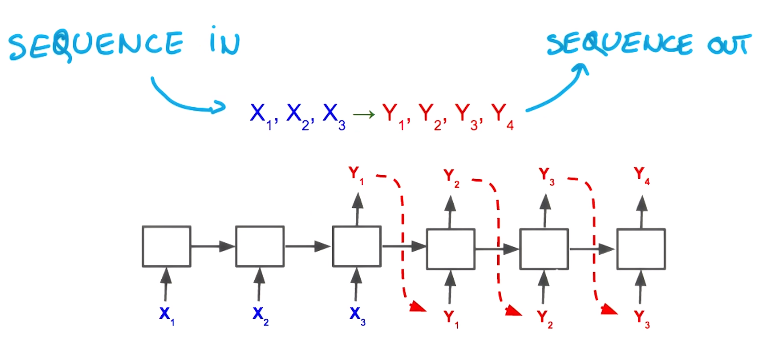 SEQUENCE IN
SEQUENCE OUT
X₁, X₂, X₃ → Y₁, Y₂, Y₃, Y₄
Y₁ Y₂ Y₃ Y₄
X₁ X₂ X₃ Y₁ Y₂ Y₃